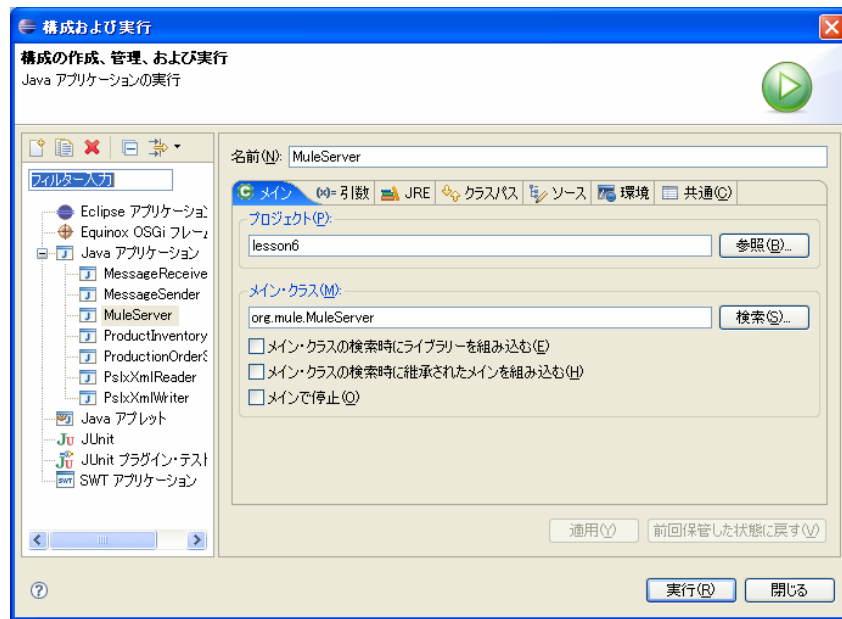 構成および実行
構成の作成、管理、および実行
Java アプリケーションの実行
フィルター入力
Eclipse アプリケーショ
Equinox OSGi フレー
Java アプリケーション
MessageReceive
MessageSender
MuleServer
ProductInventory
ProductionOrderS
PslxXmlReader
PslxXmlWriter
Java アプレット
JUnit
JUnit プラグイン・テスト
SWT アプリケーション
名前(N): MuleServer
メイン (x)= 引数 JRE クラスパス ソース 環境 共通(C)
プロジェクト(P):
lesson6 参照(B)...
メイン・クラス(M):
org.mule.MuleServer 検索(S)...
メイン・クラスの検索時にライブラリーを組み込む(E)
メイン・クラスの検索時に継承されたメインを組み込む(H)
メインで停止(O)
適用(Y) 前回保管した状態に戻す(V)
実行(R) 閉じる